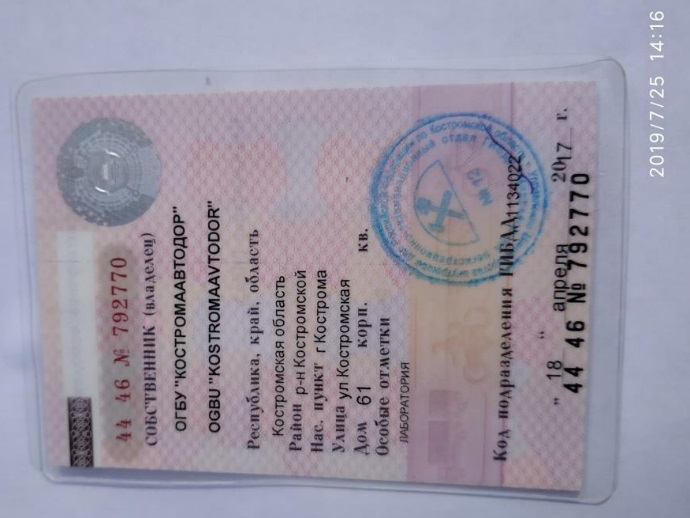 44 46 № 792770
СОБСТВЕННИК (владелец)
ОГБУ "КОСТРОМААВТОДОР"
OGBU "KOSTROMAAVTODOR"
Республика, край, область
Костромская область
Район р-н Костромской
Нас. пункт г Кострома
Улица ул Костромская
Дом 61 корп. кв.
Особые отметки
ЛАБОРАТОРИЯ
№ 12
Код подразделения ГИБДД 1134022
" 18 " апреля 2017 г.
44 46 № 792770
2019/7/25 14:16